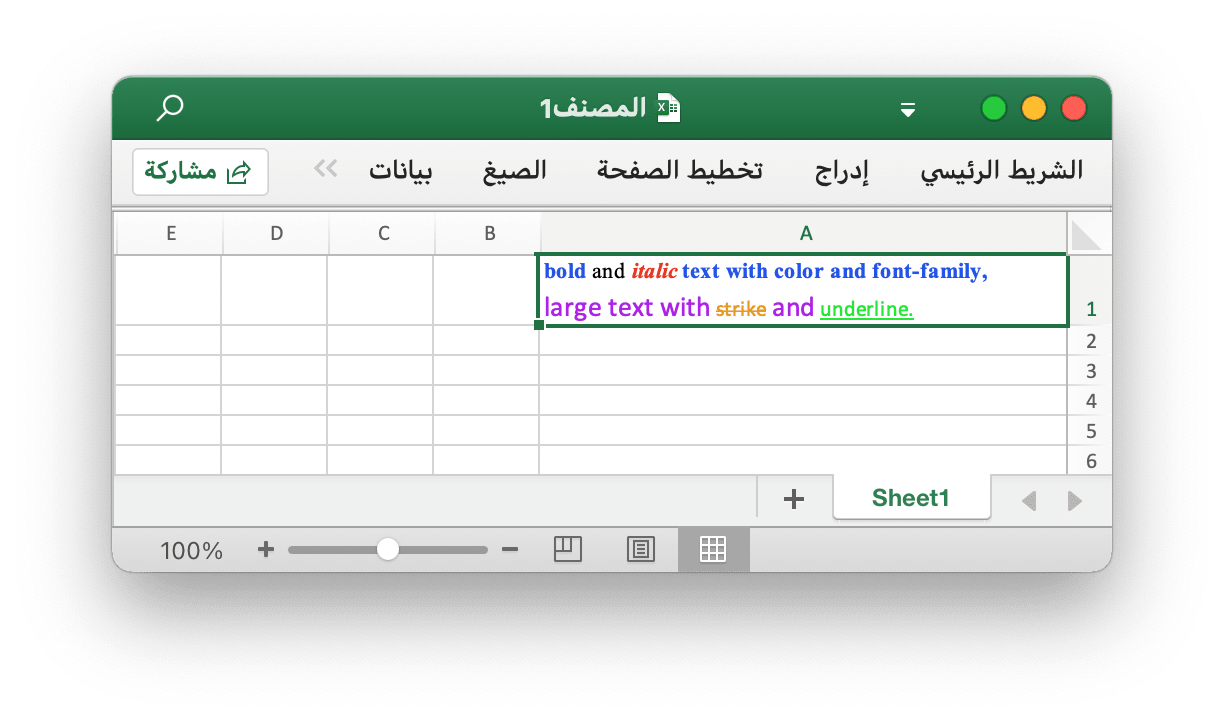 المصنف1
الشريط الرئيسي إدراج تخطيط الصفحة الصيغ بيانات مشاركة
A B C D E
bold and italic text with color and font-family,
large text with strike and underline.
1
2
3
4
5
6
Sheet1
100%